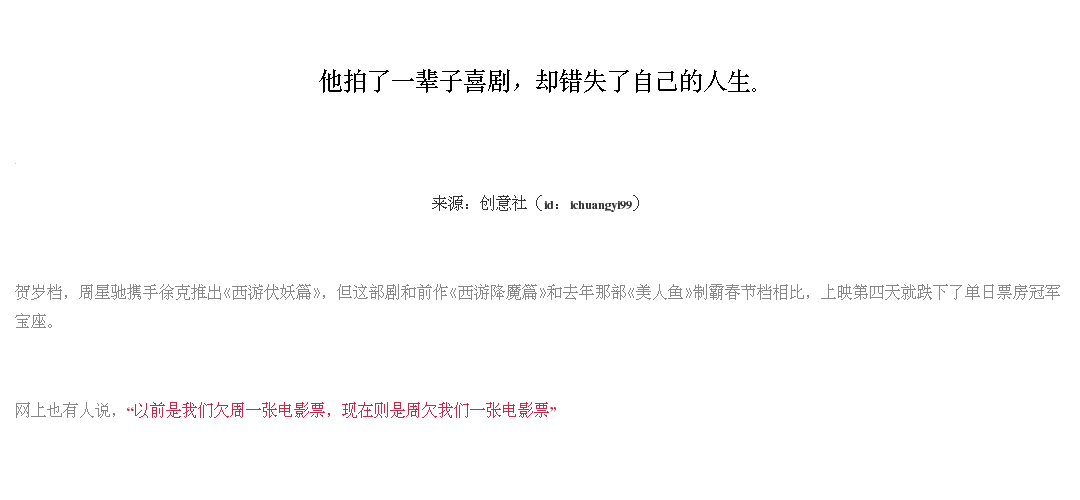 他拍了一辈子喜剧，却错失了自己的人生。
来源：创意社（id：ichuangyi99）
贺岁档，周星驰携手徐克推出《西游伏妖篇》，但这部剧和前作《西游降魔篇》和去年那部《美人鱼》制霸春节档相比，上映第四天就跌下了单日票房冠军
宝座。
网上也有人说，“以前是我们欠周一张电影票，现在则是周欠我们一张电影票”